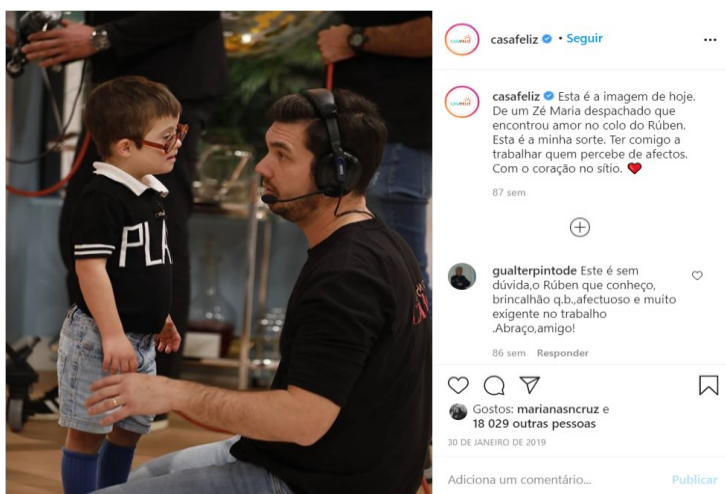 PLA
casafeliz • Seguir
casafeliz Esta é a imagem de hoje.
De um Zé Maria despachado que
encontrou amor no colo do Rúben.
Esta é a minha sorte. Ter comigo a
trabalhar quem percebe de afectos.
Com o coração no sítio. ❤️
87 sem
gualterpintode Este é sem
dúvida,o Rúben que conheço,
brincalhão q.b.,afectuoso e muito
exigente no trabalho
.Abraço,amigo!
86 sem Responder
Gostos: marianasncruz e
18 029 outras pessoas
30 DE JANEIRO DE 2019
Adiciona um comentário... Publicar